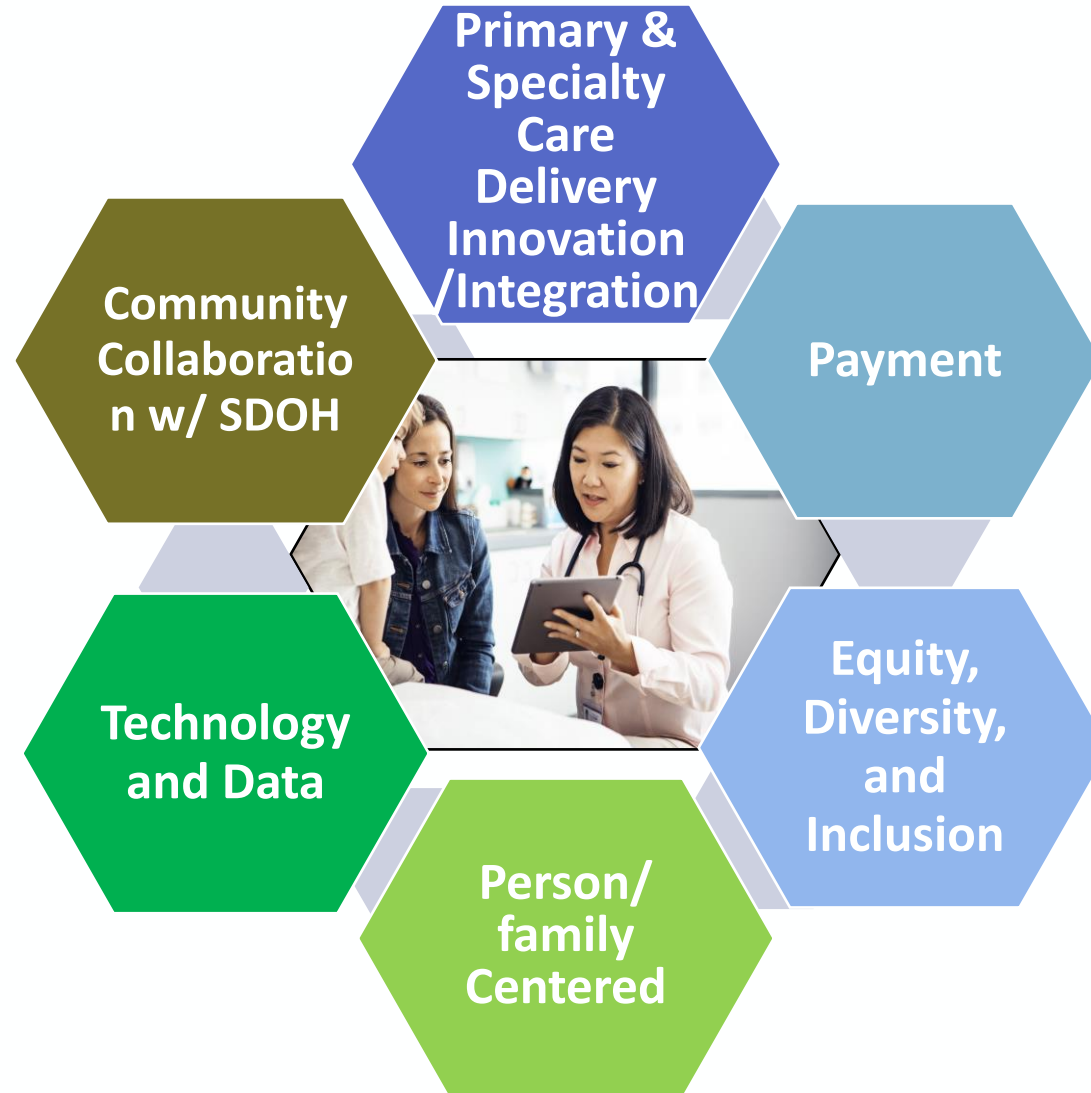 Primary &
Specialty
Care
Delivery
Innovation
/Integration
Payment
Equity,
Diversity,
and
Inclusion
Person/
family
Centered
Technology
and Data
Community
Collaboratio
n w/ SDOH